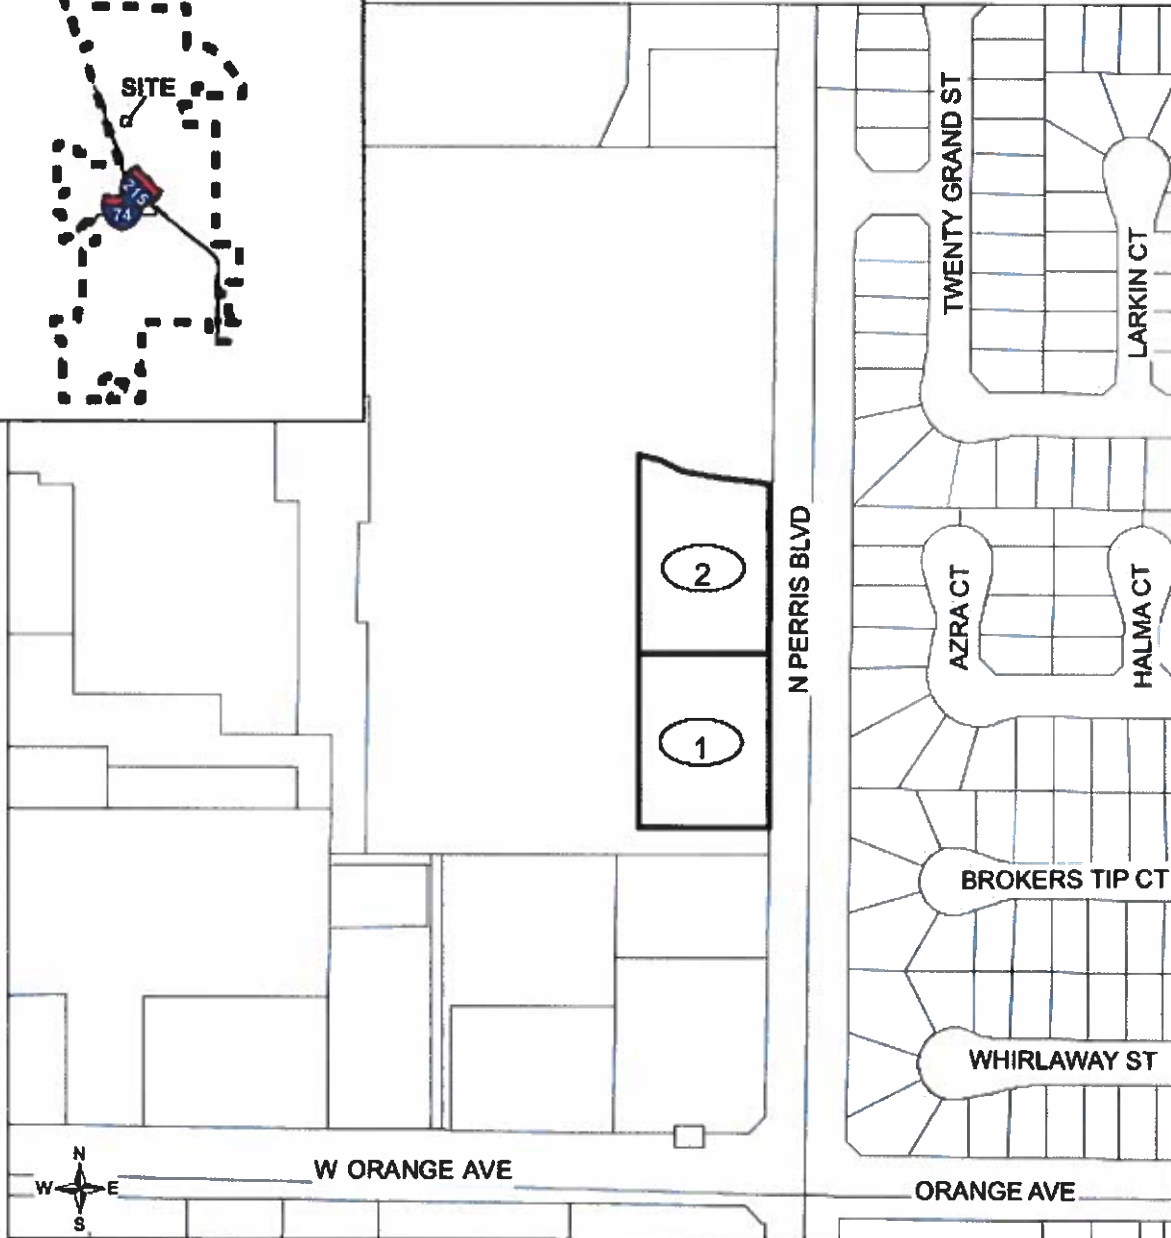 SITE
215
74
TWENTY GRAND ST
LARKIN CT
2
N PERRIS BLVD
AZRA CT
HALMA CT
1
BROKERS TIP CT
WHIRLAWAY ST
N
W E
S
W ORANGE AVE
ORANGE AVE